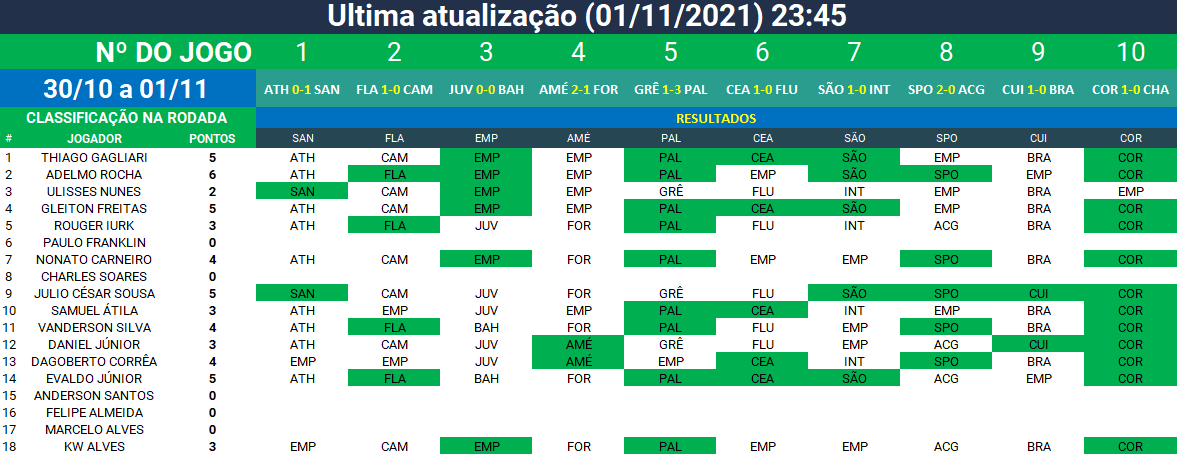 Ultima atualização (01/11/2021) 23:45
Nº DO JOGO 1 2 3 4 5 6 7 8 9 10
30/10 a 01/11 ATH 0-1 SAN FLA 1-0 CAM JUV 0-0 BAH AMÉ 2-1 FOR GRÊ 1-3 PAL CEA 1-0 FLU SÃO 1-0 INT SPO 2-0 ACG CUI 1-0 BRA COR 1-0 CHA
CLASSIFICAÇÃO NA RODADA RESULTADOS
# JOGADOR PONTOS SAN FLA EMP AMÉ PAL CEA SÃO SPO CUI COR
1 THIAGO GAGLIARI 5 ATH CAM EMP EMP PAL CEA SÃO EMP BRA COR
2 ADELMO ROCHA 6 ATH FLA EMP EMP PAL EMP SÃO SPO EMP COR
3 ULISSES NUNES 2 SAN CAM EMP EMP GRÊ FLU INT EMP BRA EMP
4 GLEITON FREITAS 5 ATH CAM EMP EMP PAL CEA SÃO EMP BRA COR
5 ROUGER IURK 3 ATH FLA JUV FOR PAL FLU INT ACG BRA COR
6 PAULO FRANKLIN 0
7 NONATO CARNEIRO 4 ATH CAM EMP FOR PAL EMP EMP SPO BRA COR
8 CHARLES SOARES 0
9 JULIO CÉSAR SOUSA 5 SAN CAM JUV FOR GRÊ FLU SÃO SPO CUI COR
10 SAMUEL ÁTILA 3 ATH EMP JUV FOR PAL CEA INT EMP BRA COR
11 VANDERSON SILVA 4 ATH FLA BAH FOR PAL FLU EMP SPO BRA COR
12 DANIEL JÚNIOR 3 ATH CAM JUV AMÉ GRÊ FLU EMP ACG CUI COR
13 DAGOBERTO CORRÊA 4 EMP EMP JUV AMÉ EMP CEA INT SPO BRA COR
14 EVALDO JÚNIOR 5 ATH FLA BAH FOR PAL CEA SÃO ACG EMP COR
15 ANDERSON SANTOS 0
16 FELIPE ALMEIDA 0
17 MARCELO ALVES 0
18 KW ALVES 3 EMP CAM EMP FOR PAL EMP EMP ACG BRA COR